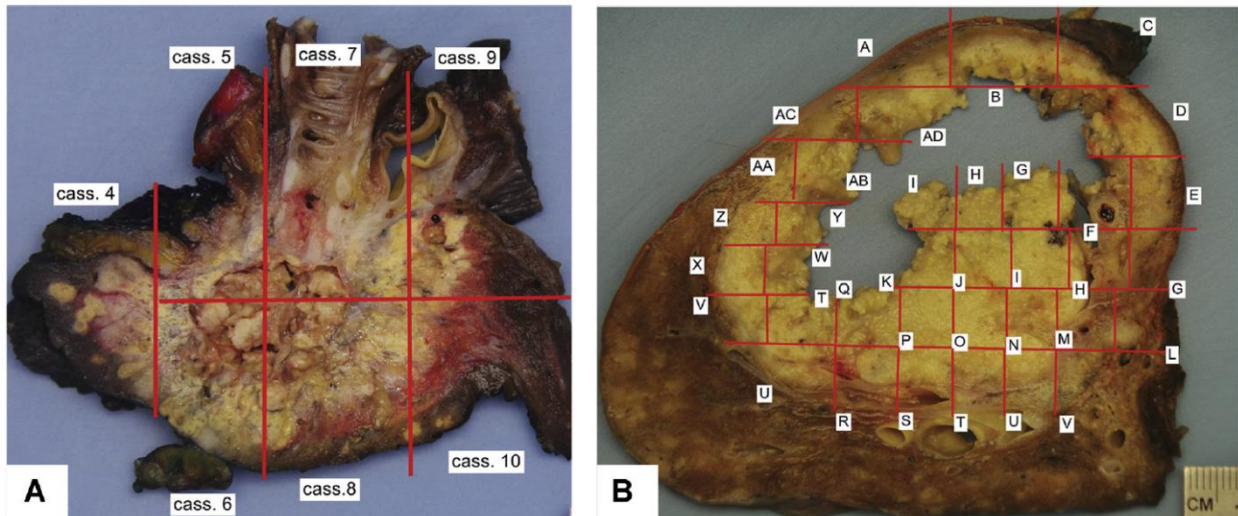 cass. 5
cass. 7
cass. 9
cass. 4
cass. 10
cass. 6
cass.8
A
A
C
B
D
AC
AD
AA
AB
I
H
G
E
Z
Y
F
W
X
K
J
I
H
G
V
T
Q
P
O
N
M
L
U
R
S
T
U
V
B
CM